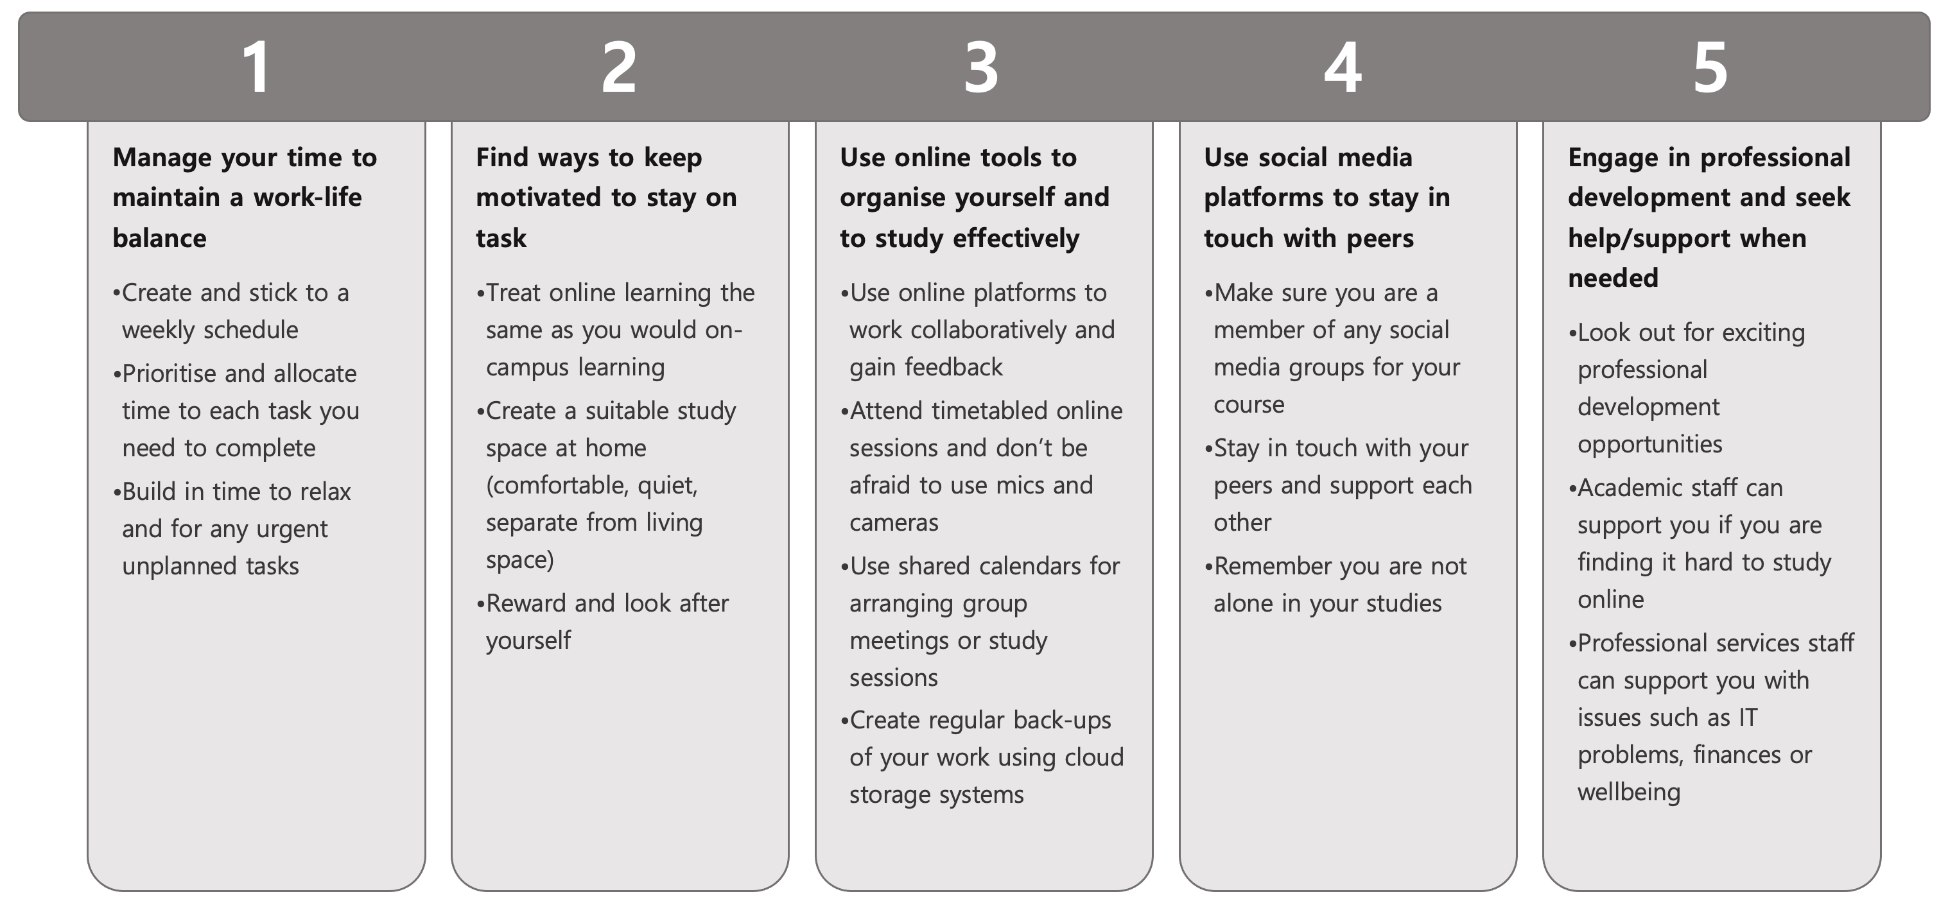 1
Manage your time to
maintain a work-life
balance
•Create and stick to a
weekly schedule
•Prioritise and allocate
time to each task you
need to complete
•Build in time to relax
and for any urgent
unplanned tasks
2
Find ways to keep
motivated to stay on
task
•Treat online learning the
same as you would on-
campus learning
•Create a suitable study
space at home
(comfortable, quiet,
separate from living
space)
•Reward and look after
yourself
3
Use online tools to
organise yourself and
to study effectively
•Use online platforms to
work collaboratively and
gain feedback
•Attend timetabled online
sessions and don’t be
afraid to use mics and
cameras
•Use shared calendars for
arranging group
meetings or study
sessions
•Create regular back-ups
of your work using cloud
storage systems
4
Use social media
platforms to stay in
touch with peers
•Make sure you are a
member of any social
media groups for your
course
•Stay in touch with your
peers and support each
other
•Remember you are not
alone in your studies
5
Engage in professional
development and seek
help/support when
needed
•Look out for exciting
professional
development
opportunities
•Academic staff can
support you if you are
finding it hard to study
online
•Professional services staff
can support you with
issues such as IT
problems, finances or
wellbeing